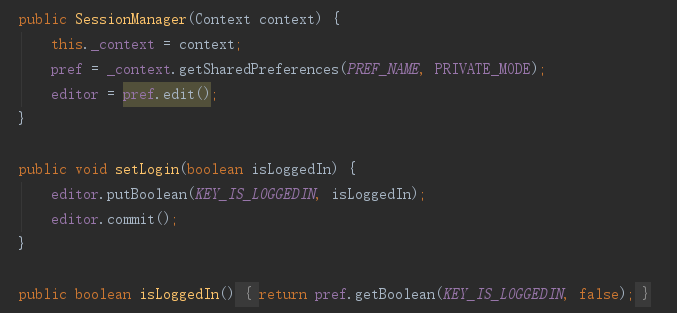 public SessionManager(Context context) {
this._context = context;
pref = _context.getSharedPreferences(PREF_NAME, PRIVATE_MODE);
editor = pref.edit();
}
public void setLogin(boolean isLoggedIn) {
editor.putBoolean(KEY_IS_LOGGEDIN, isLoggedIn);
editor.commit();
}
public boolean isLoggedIn() { return pref.getBoolean(KEY_IS_LOGGEDIN, false); }